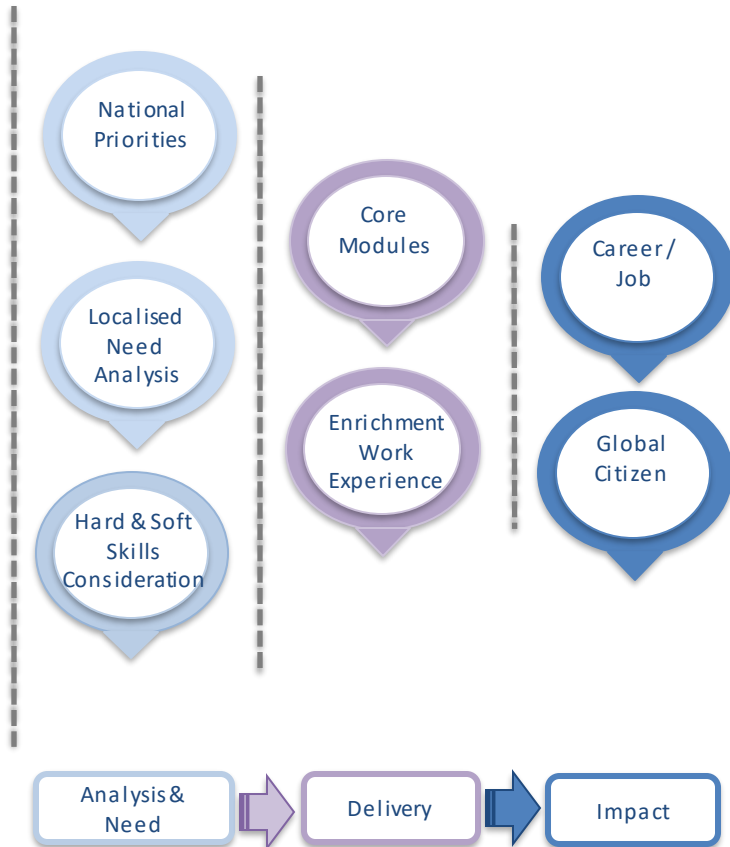 National
Priorities
Localised
Need
Analysis
Hard & Soft
Skills
Consideration
Core
Modules
Enrichment
Work
Experience
Career /
Job
Global
Citizen
Analysis &
Need
Delivery
Impact